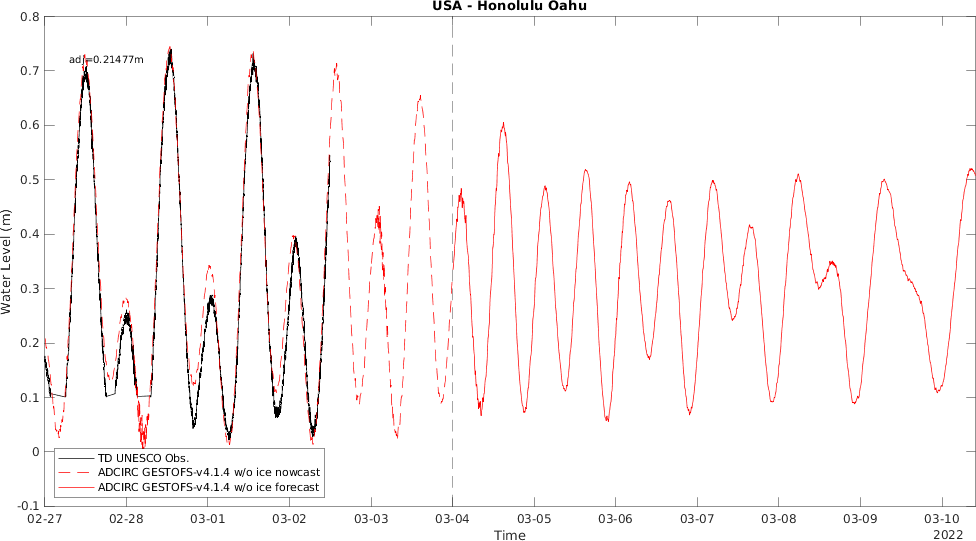 USA - Honolulu Oahu
0.8
adj=0.21477m
0.7
0.6
0.5
0.4
0.3
0.2
0.1
0
-0.1
Water Level (m)
TD UNESCO Obs.
ADCIRC GESTOFS-v4.1.4 w/o ice nowcast
ADCIRC GESTOFS-v4.1.4 w/o ice forecast
02-27 02-28 03-01 03-02 03-03 03-04 03-05 03-06 03-07 03-08 03-09 03-10
Time
2022